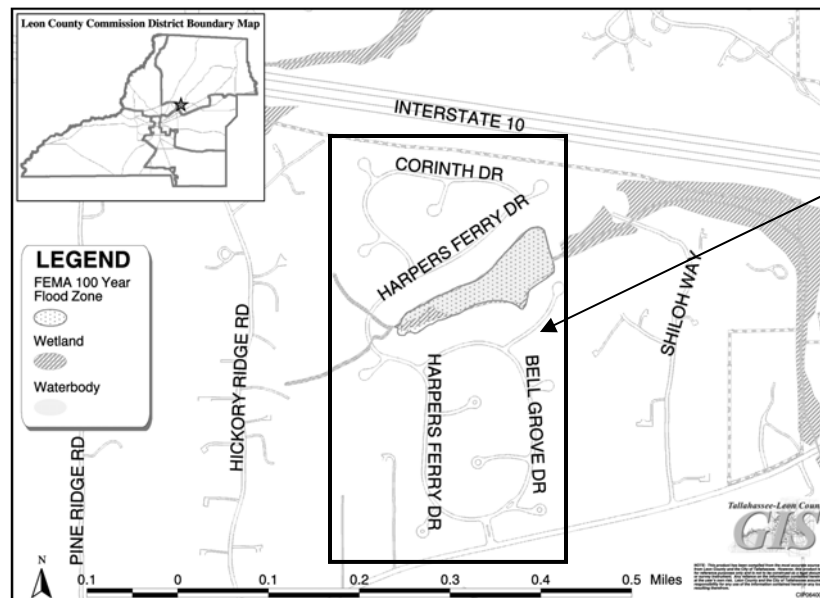 Leon County Commission District Boundary Map
INTERSTATE 10
CORINTH DR
HARPERS FERRY DR
SHILOH WAY
LEGEND
FEMA 100 Year
Flood Zone
Wetland
Waterbody
HICKORY RIDGE RD
PINE RIDGE RD
HARPERS FERRY DR
BELL GROVE DR
Tallahassee-Leon Coun
GIS
N
0.1 0 0.1 0.2 0.3 0.4 0.5 Miles